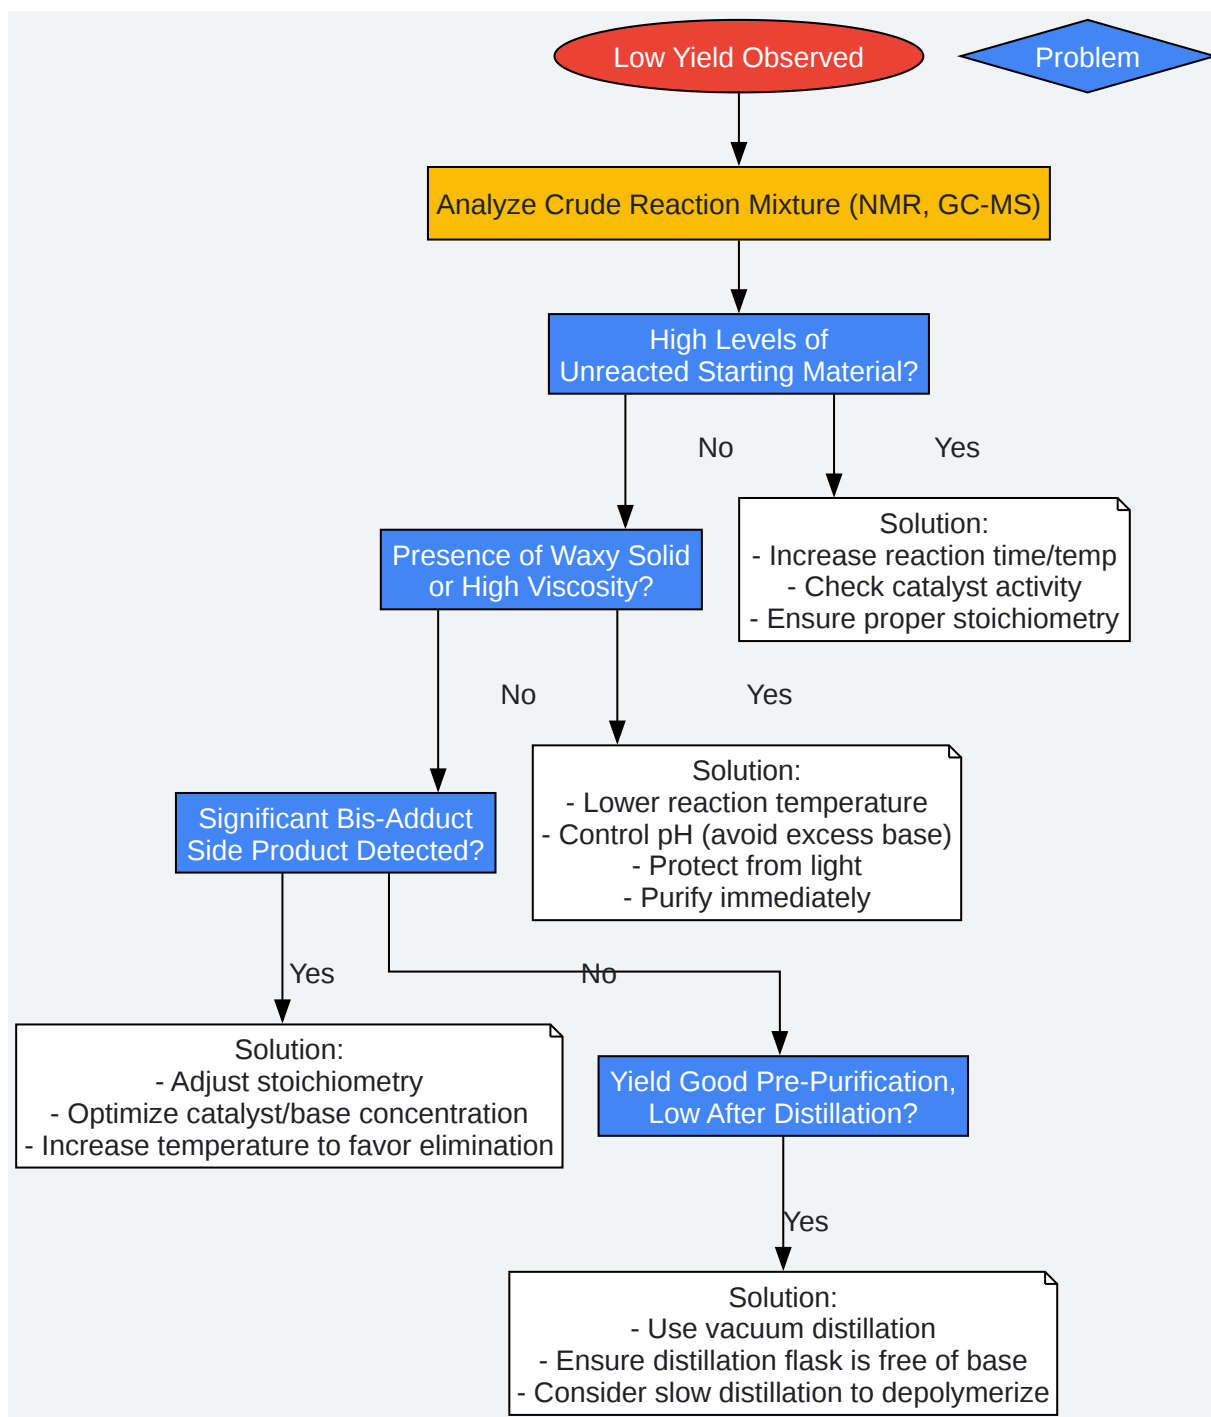 Low Yield Observed
Problem
Analyze Crude Reaction Mixture (NMR, GC-MS)
High Levels of
Unreacted Starting Material?
No
Yes
Solution:
- Increase reaction time/temp
- Check catalyst activity
- Ensure proper stoichiometry
Presence of Waxy Solid
or High Viscosity?
No
Yes
Solution:
- Lower reaction temperature
- Control pH (avoid excess base)
- Protect from light
- Purify immediately
Significant Bis-Adduct
Side Product Detected?
Yes
No
Solution:
- Adjust stoichiometry
- Optimize catalyst/base concentration
- Increase temperature to favor elimination
Yield Good Pre-Purification,
Low After Distillation?
Yes
Solution:
- Use vacuum distillation
- Ensure distillation flask is free of base
- Consider slow distillation to depolymerize